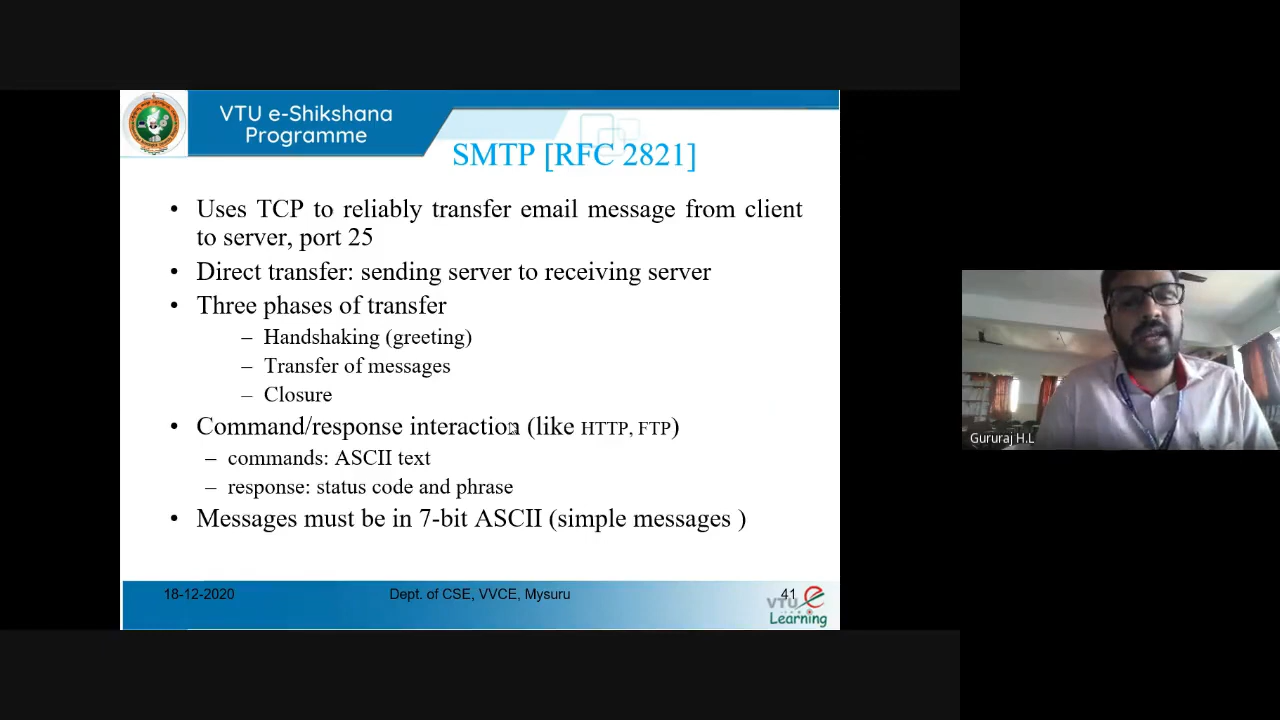 VTU e-Shikshana
Programme
SMTP [RFC 2821]
• Uses TCP to reliably transfer email message from client
to server, port 25
• Direct transfer: sending server to receiving server
• Three phases of transfer
– Handshaking (greeting)
– Transfer of messages
– Closure
• Command/response interaction (like HTTP, FTP)
– commands: ASCII text
– response: status code and phrase
• Messages must be in 7-bit ASCII (simple messages )
18-12-2020
Dept. of CSE, VVCE, Mysuru
41
VTU e
Learning
Gururaj H.L